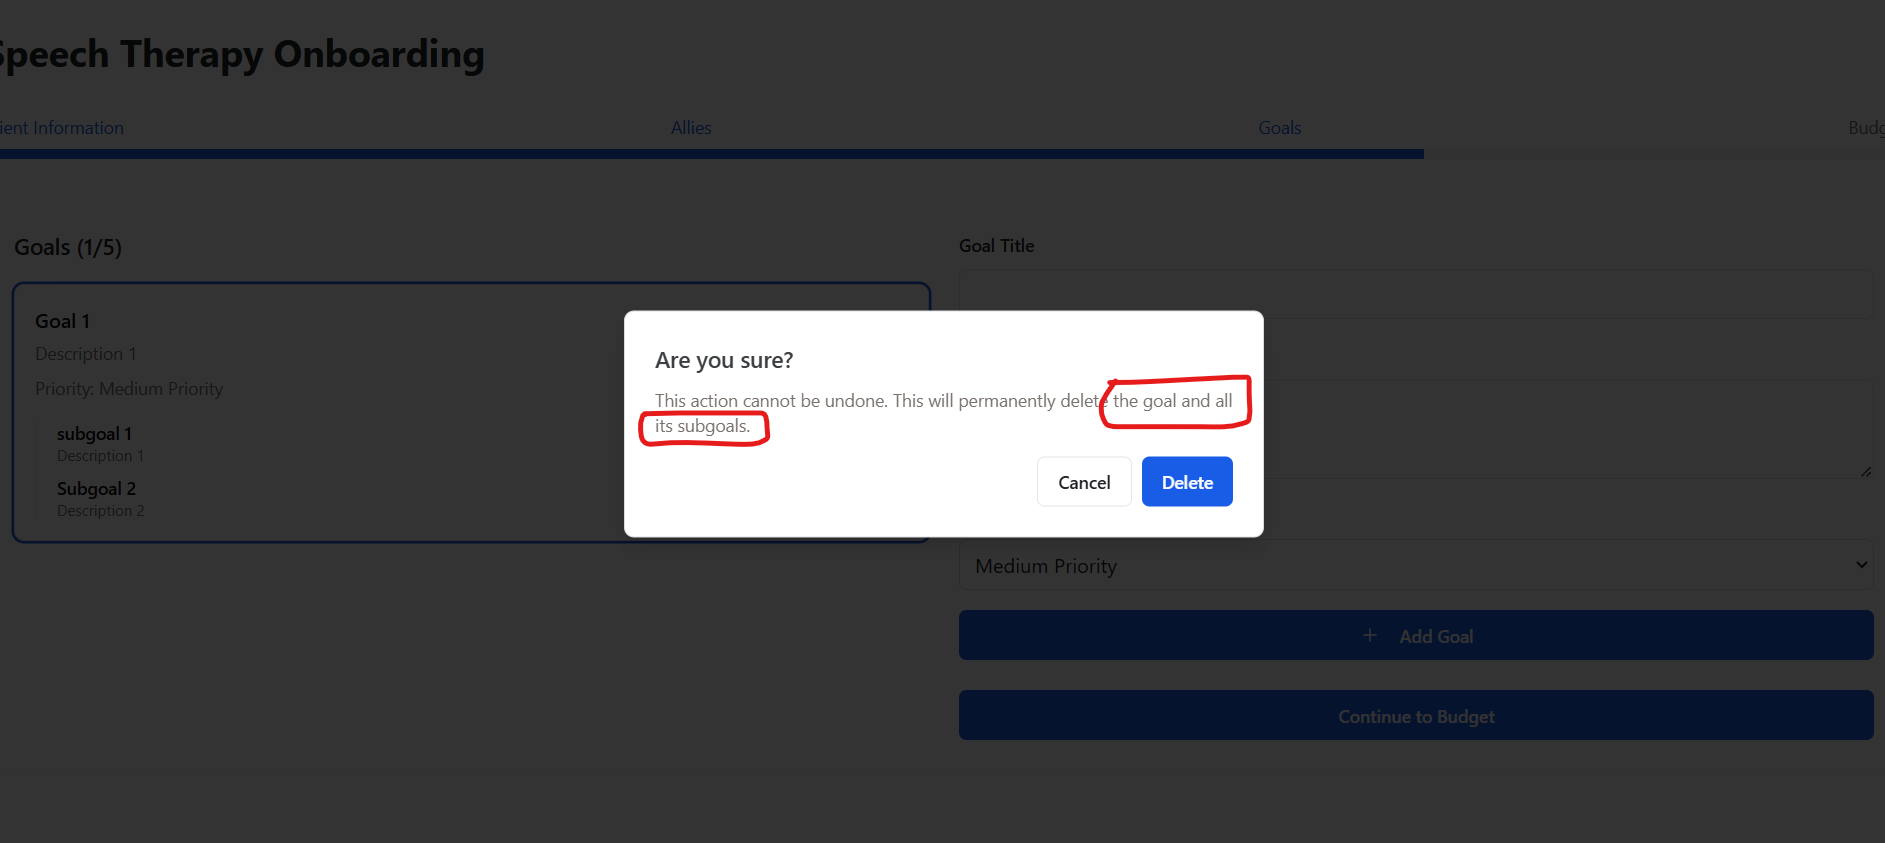 Speech Therapy Onboarding
ient Information
Allies
Goals
Budg
Goals (1/5)
Goal 1
Description 1
Priority: Medium Priority
subgoal 1
Description 1
Subgoal 2
Description 2
Goal Title
Are you sure?
This action cannot be undone. This will permanently delete the goal and all
its subgoals.
Cancel
Delete
Medium Priority
+ Add Goal
Continue to Budget